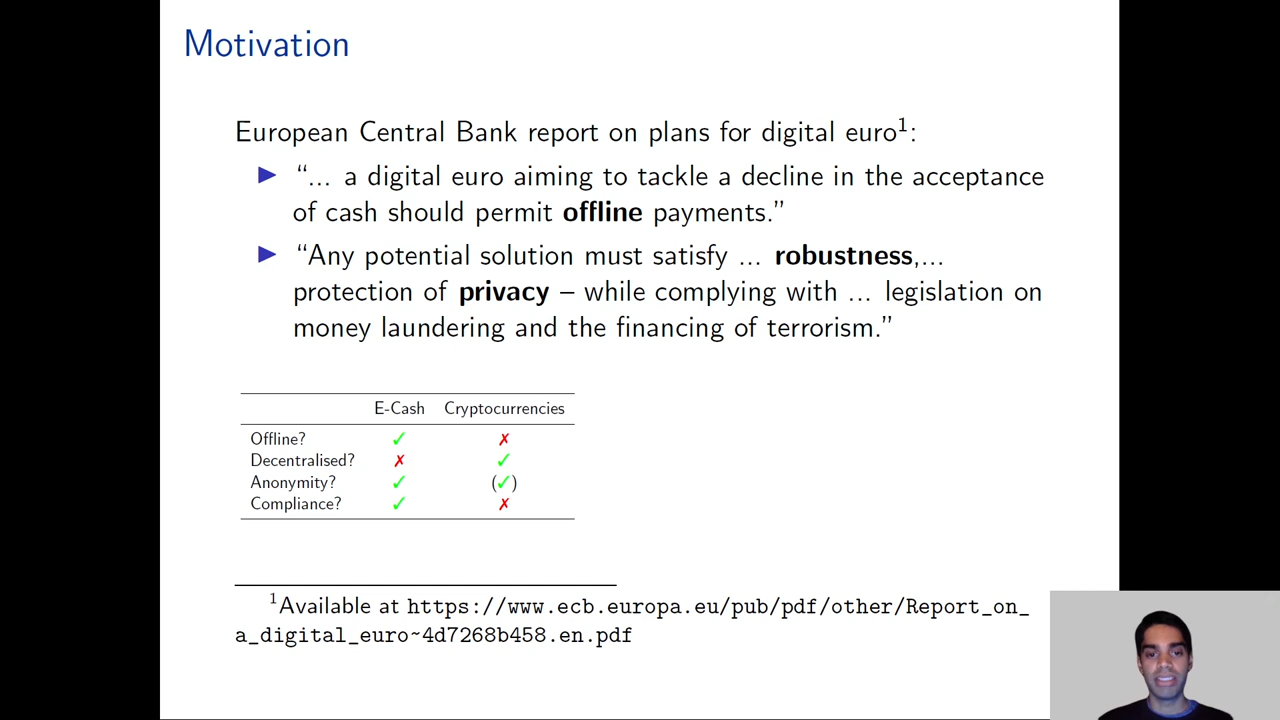 Motivation
European Central Bank report on plans for digital euro¹:
▶ “... a digital euro aiming to tackle a decline in the acceptance
of cash should permit offline payments.”
▶ “Any potential solution must satisfy ... robustness,...
protection of privacy – while complying with ... legislation on
money laundering and the financing of terrorism.”
E-Cash Cryptocurrencies
Offline? ✓ ✗
Decentralised? ✗ ✓
Anonymity? ✓ (✓)
Compliance? ✓ ✗
¹Available at https://www.ecb.europa.eu/pub/pdf/other/Report_on_
a_digital_euro~4d7268b458.en.pdf